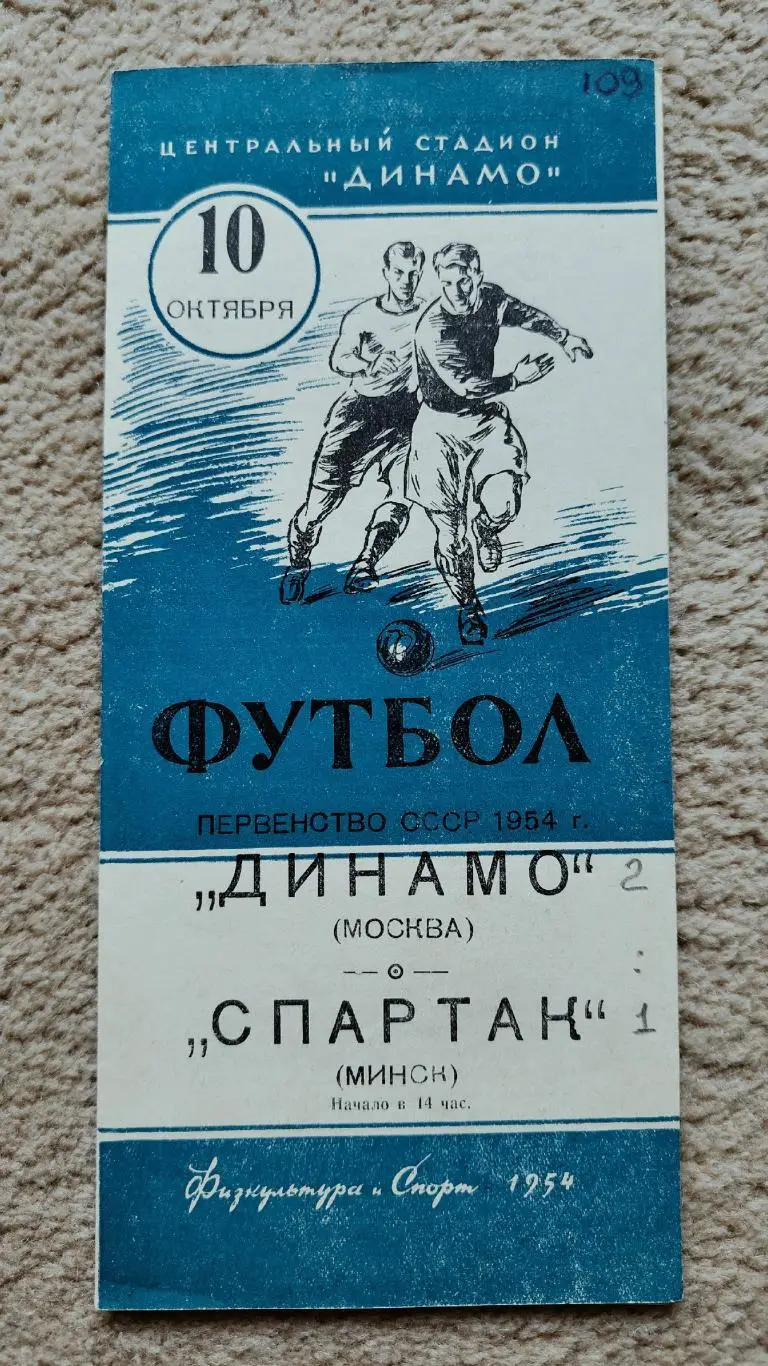 109
ЦЕНТРАЛЬНЫЙ СТАДИОН
"ДИНАМО"
10
ОКТЯБРЯ
ФУТБОЛ
ПЕРВЕНСТВО СССР 1954 г.
„ДИНАМО“ 2
(МОСКВА)
—о— :
„СПАРТАК“ 1
(МИНСК)
Начало в 14 час.
Физкультура и Спорт 1954